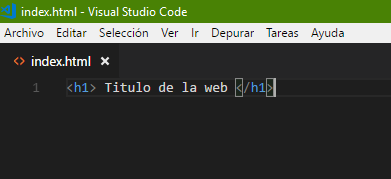 index.html - Visual Studio Code
Archivo Editar Selección Ver Ir Depurar Tareas Ayuda
<> index.html ×
1 <h1> Titulo de la web </h1>